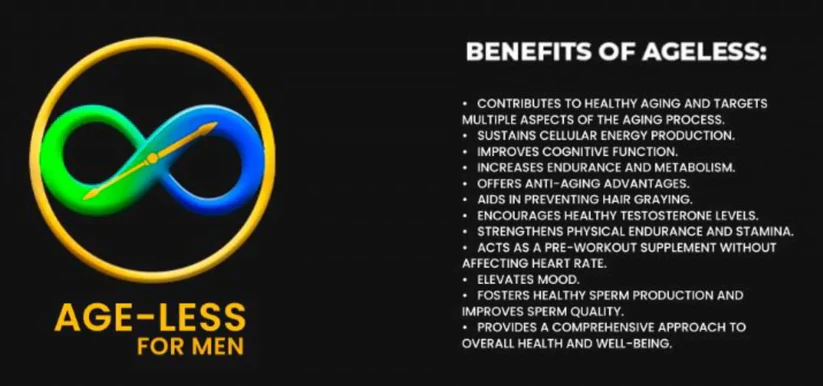 BENEFITS OF AGELESS:
• CONTRIBUTES TO HEALTHY AGING AND TARGETS
MULTIPLE ASPECTS OF THE AGING PROCESS.
• SUSTAINS CELLULAR ENERGY PRODUCTION.
• IMPROVES COGNITIVE FUNCTION.
• INCREASES ENDURANCE AND METABOLISM.
• OFFERS ANTI-AGING ADVANTAGES.
• AIDS IN PREVENTING HAIR GRAYING.
• ENCOURAGES HEALTHY TESTOSTERONE LEVELS.
• STRENGTHENS PHYSICAL ENDURANCE AND STAMINA.
• ACTS AS A PRE-WORKOUT SUPPLEMENT WITHOUT
AFFECTING HEART RATE.
• ELEVATES MOOD.
• FOSTERS HEALTHY SPERM PRODUCTION AND
IMPROVES SPERM QUALITY.
• PROVIDES A COMPREHENSIVE APPROACH TO
OVERALL HEALTH AND WELL-BEING.
AGE-LESS
FOR MEN